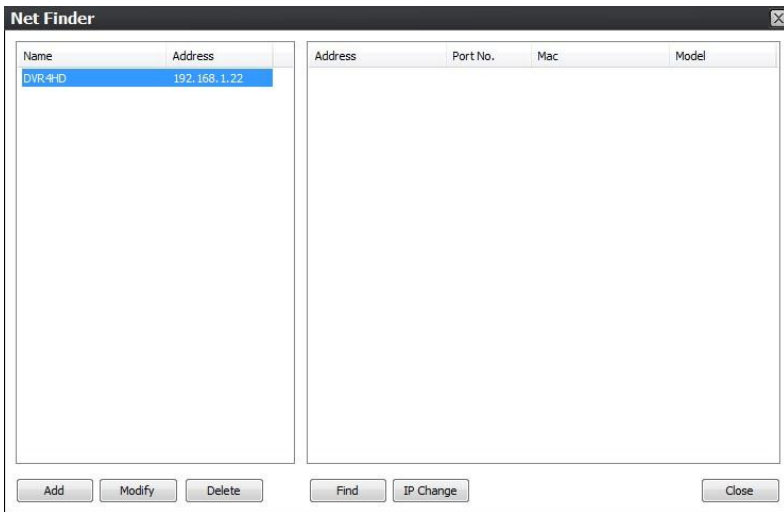 Net Finder
Name Address Address Port No. Mac Model
DVR4HD 192.168.1.22
Add Modify Delete Find IP Change Close